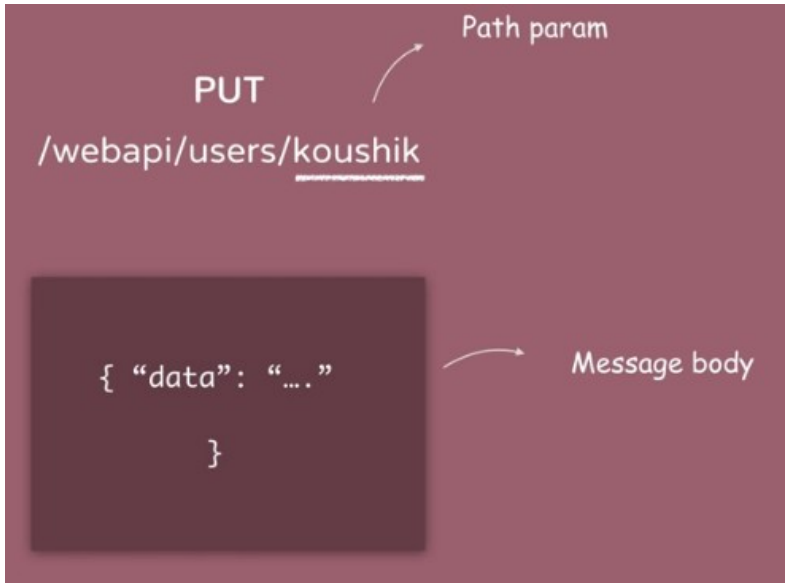 Path param
PUT
/webapi/users/koushik
{ “data”: “....”
}
Message body